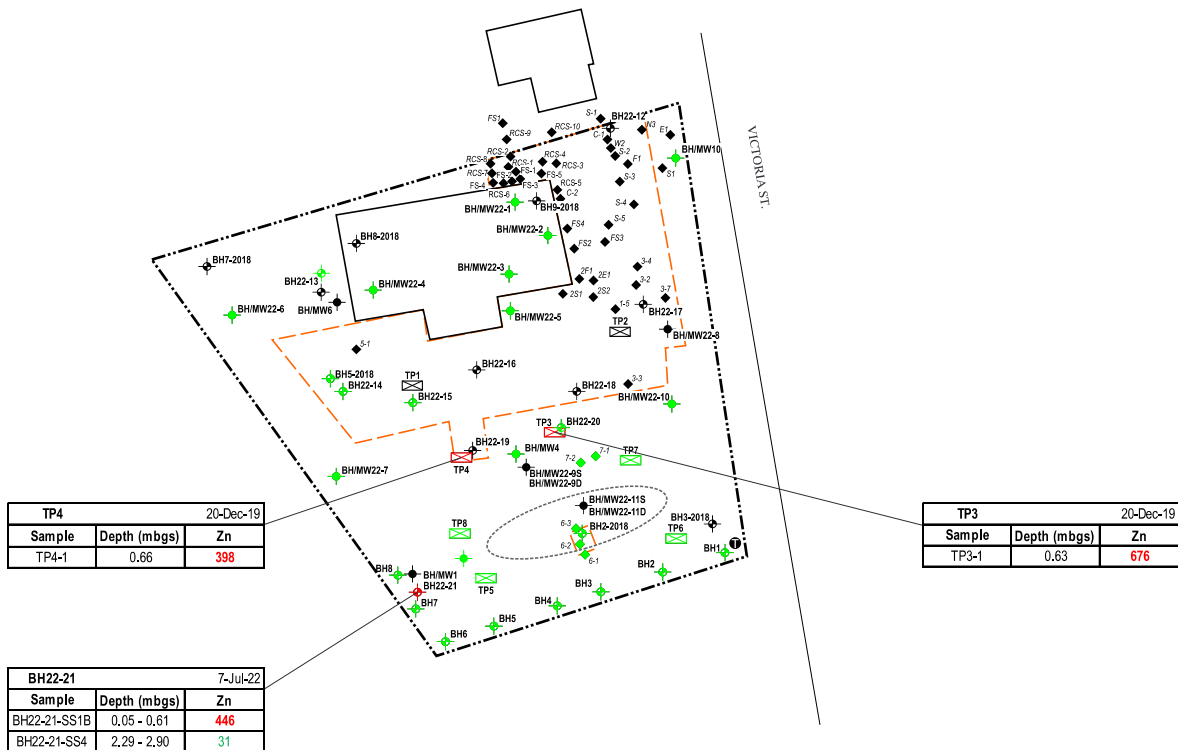 S-1
BH22-12
FS1
RCS-10
C-1
N3
E1
RCS-9
W2
S-2
BH/MW10
RCS-2
RCS-4
F1
RCS-8
RCS-1
RCS-3
S1
RCS-7
FS-2
FS-1
FS-5
S-3
FS-4
FS-3
RCS-5
RCS-6
C-2
BH/MW22-1
BH9-2018
S-4
VICTORIA ST.
BH/MW22-2
FS4
S-5
BH8-2018
FS2
FS3
BH7-2018
BH22-13
BH/MW22-3
3-4
BH/MW22-4
2F1
2E1
3-2
BH/MW6
2S1
2S2
3-7
BH/MW22-6
BH/MW22-5
1-5
BH22-17
TP2
BH/MW22-8
5-1
BH22-16
BH5-2018
TP1
BH22-14
BH22-15
BH22-18
3-3
BH/MW22-10
BH22-20
TP3
BH22-19
BH/MW4
7-1
TP7
7-2
TP4
BH/MW22-7
BH/MW22-9S
BH/MW22-9D
BH/MW22-11S
BH/MW22-11D
TP8
6-3
BH2-2018
BH3-2018
TP6
6-2
BH1
T
6-1
BH8
BH/MW1
TP5
BH2
BH22-21
BH3
BH7
BH4
BH5
BH6
TP4 20-Dec-19
Sample Depth (mbgs) Zn
TP4-1 0.66 398
TP3 20-Dec-19
Sample Depth (mbgs) Zn
TP3-1 0.63 676
BH22-21 7-Jul-22
Sample Depth (mbgs) Zn
BH22-21-SS1B 0.05 - 0.61 446
BH22-21-SS4 2.29 - 2.90 31